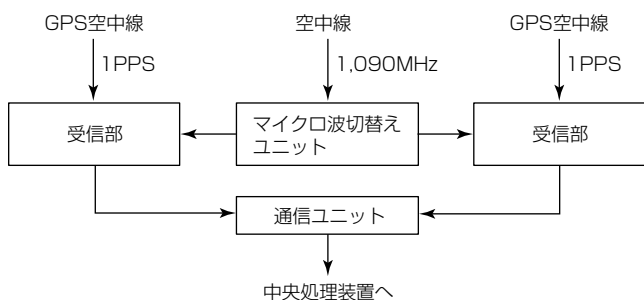 GPS空中線
空中線
GPS空中線
1PPS
1,090MHz
1PPS
受信部
マイクロ波切替え
ユニット
受信部
通信ユニット
中央処理装置へ